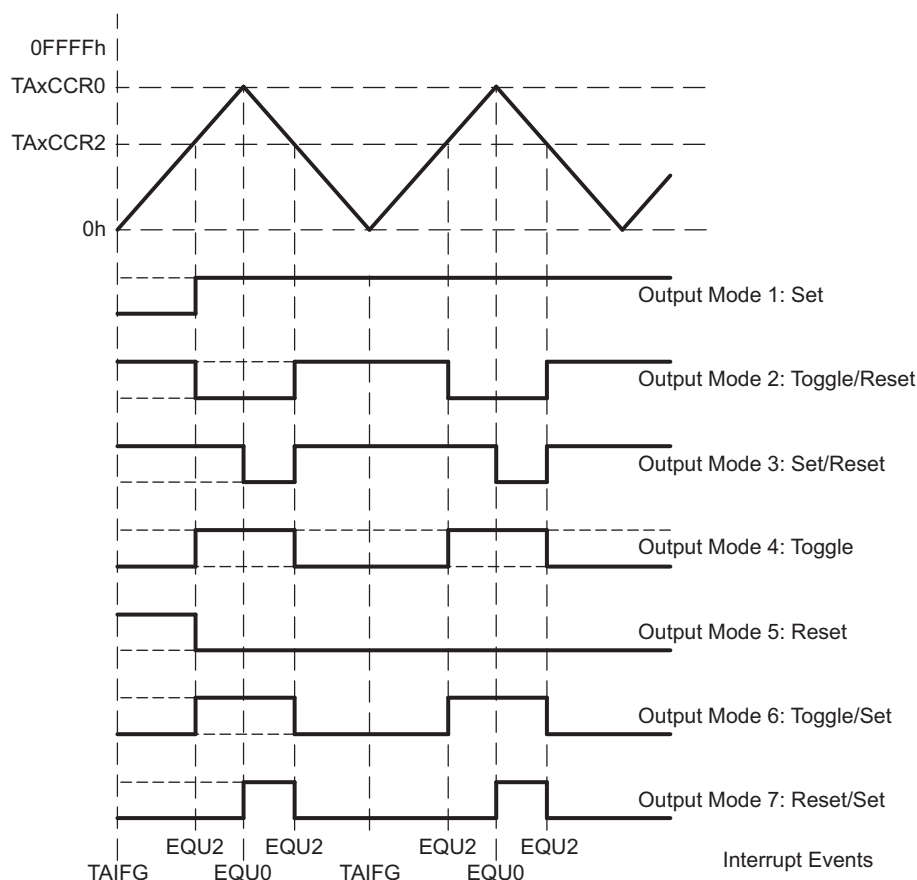 0FFFFh
TAxCCR0
TAxCCR2
0h
Output Mode 1: Set
Output Mode 2: Toggle/Reset
Output Mode 3: Set/Reset
Output Mode 4: Toggle
Output Mode 5: Reset
Output Mode 6: Toggle/Set
Output Mode 7: Reset/Set
EQU2 EQU2 EQU2 EQU2
TAIFG EQU0 TAIFG EQU0 Interrupt Events